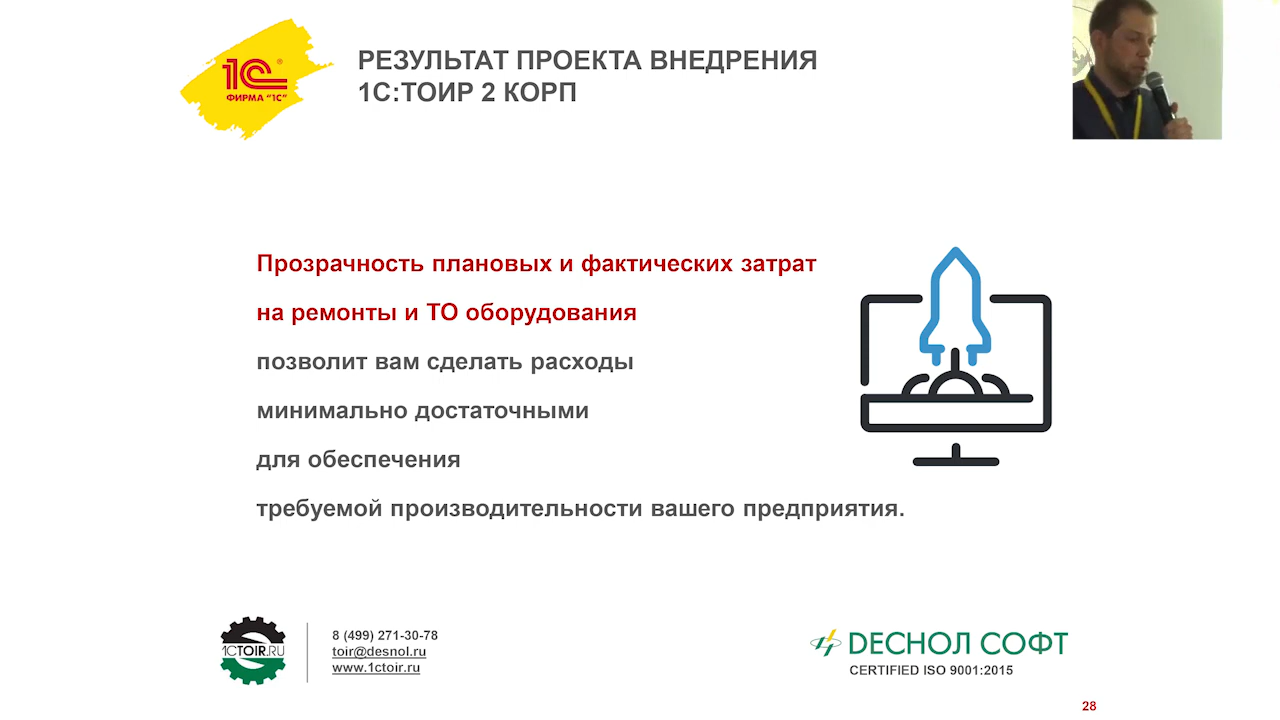 1С®
ФИРМА "1С"
РЕЗУЛЬТАТ ПРОЕКТА ВНЕДРЕНИЯ
1С:ТОИР 2 КОРП
Прозрачность плановых и фактических затрат
на ремонты и ТО оборудования
позволит вам сделать расходы
минимально достаточными
для обеспечения
требуемой производительности вашего предприятия.
1CTOIR.RU
8 (499) 271-30-78
toir@desnol.ru
www.1ctoir.ru
DЕСНОЛ СОФТ
CERTIFIED ISO 9001:2015
28